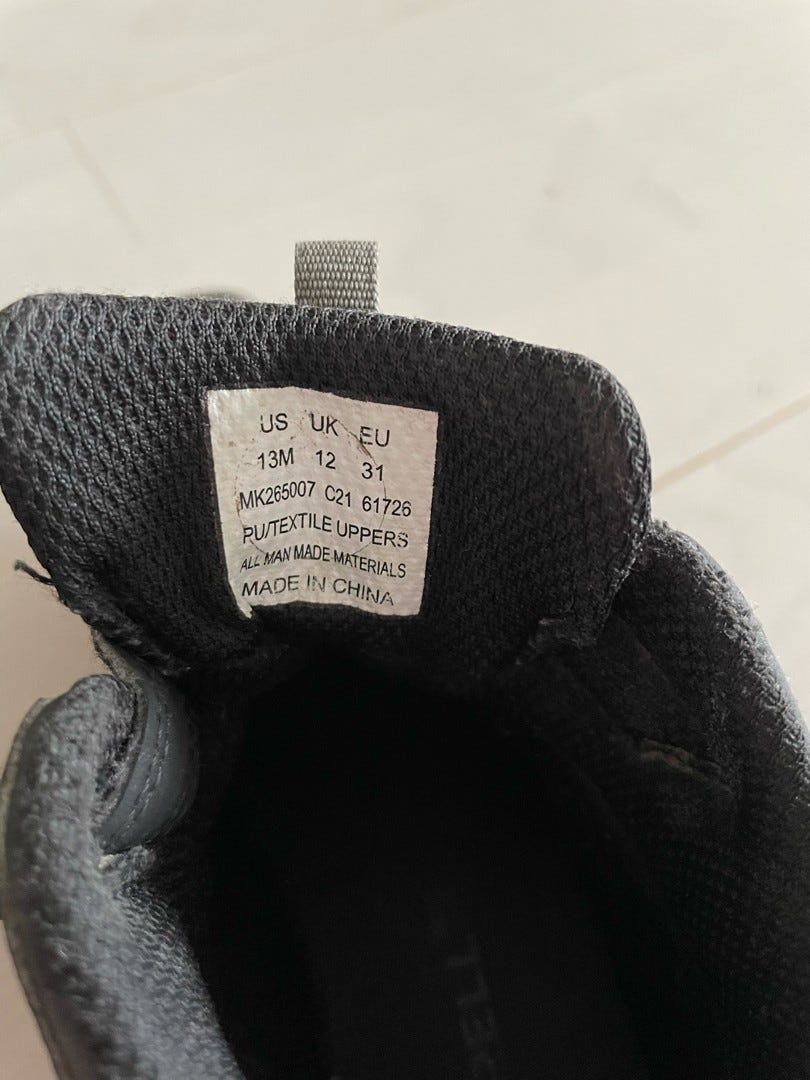 US UK EU
13M 12 31
MK265007 C21 61726
PU/TEXTILE UPPERS
ALL MAN MADE MATERIALS
MADE IN CHINA